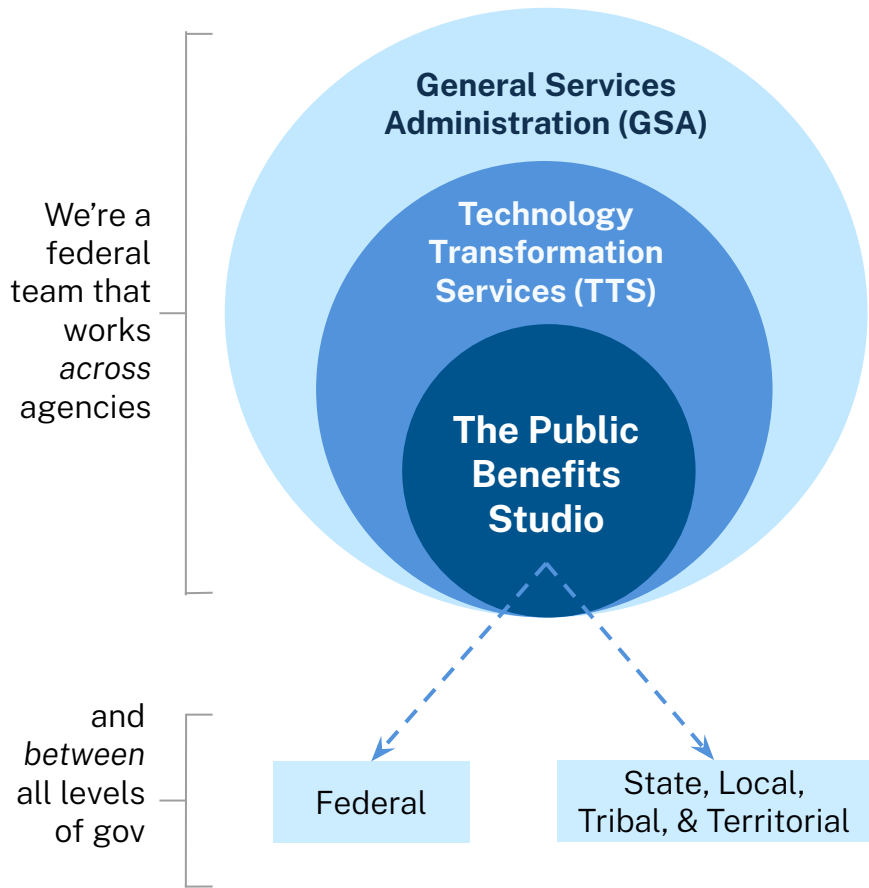 General Services
Administration (GSA)
Technology
Transformation
Services (TTS)
The Public
Benefits
Studio
We’re a
federal
team that
works
across
agencies
and
between
all levels
of gov
Federal
State, Local,
Tribal, & Territorial